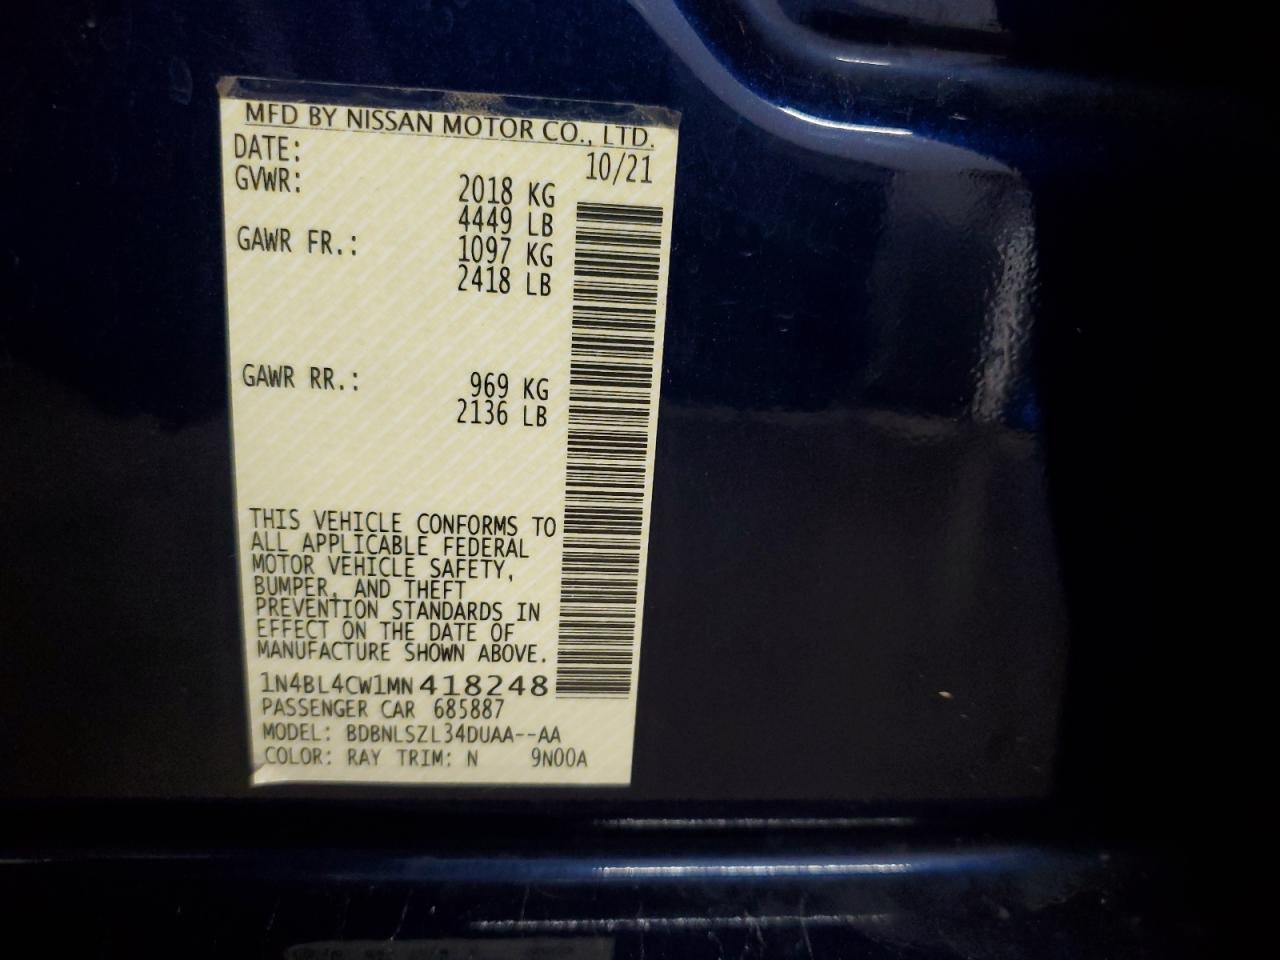 MFD BY NISSAN MOTOR CO., LTD.
DATE: 10/21
GVWR: 2018 KG
4449 LB
GAWR FR.: 1097 KG
2418 LB
GAWR RR.: 969 KG
2136 LB
THIS VEHICLE CONFORMS TO
ALL APPLICABLE FEDERAL
MOTOR VEHICLE SAFETY,
BUMPER, AND THEFT
PREVENTION STANDARDS IN
EFFECT ON THE DATE OF
MANUFACTURE SHOWN ABOVE.
1N4BL4CW1MN418248
PASSENGER CAR 685887
MODEL: BDBNLSZL34DUAA--AA
COLOR: RAY TRIM: N 9N00A